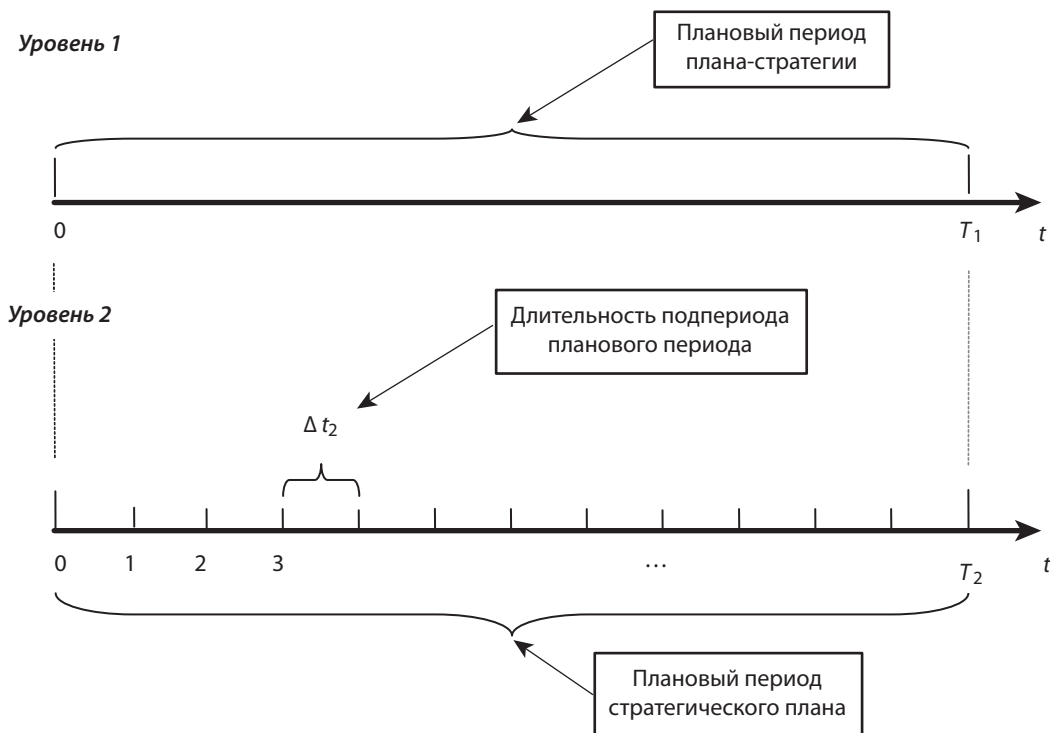 Уровень 1
Плановый период
плана-стратегии
0
T1
t
Уровень 2
Длительность подпериода
планового периода
Δ t2
0 1 2 3 ... T2 t
Плановый период
стратегического плана